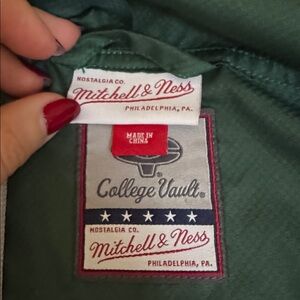 NOSTALGIA CO.
Mitchell & Ness
PHILADELPHIA, PA.
MADE IN
CHINA
College Vault®
NOSTALGIA CO.
Mitchell & Ness
PHILADELPHIA, PA.